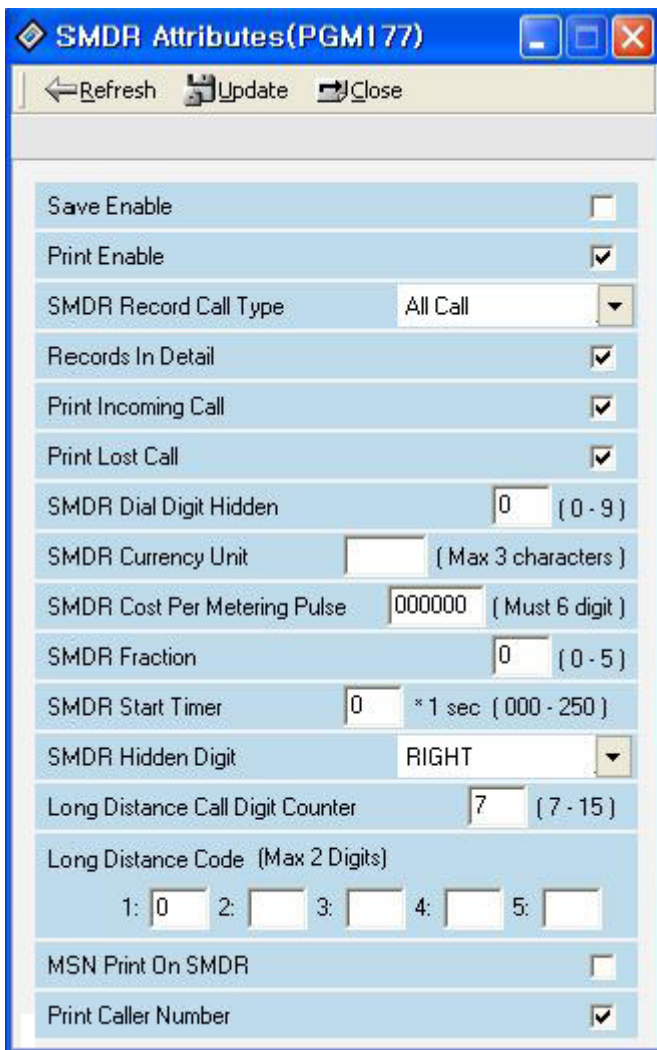 SMDR Attributes(PGM177)
Refresh Update Close
Save Enable
Print Enable
SMDR Record Call Type All Call
Records In Detail
Print Incoming Call
Print Lost Call
SMDR Dial Digit Hidden 0 ( 0 - 9 )
SMDR Currency Unit ( Max 3 characters )
SMDR Cost Per Metering Pulse 000000 ( Must 6 digit )
SMDR Fraction 0 ( 0 - 5 )
SMDR Start Timer 0 * 1 sec ( 000 - 250 )
SMDR Hidden Digit RIGHT
Long Distance Call Digit Counter 7 ( 7 - 15 )
Long Distance Code (Max 2 Digits)
1: 0 2: 3: 4: 5:
MSN Print On SMDR
Print Caller Number